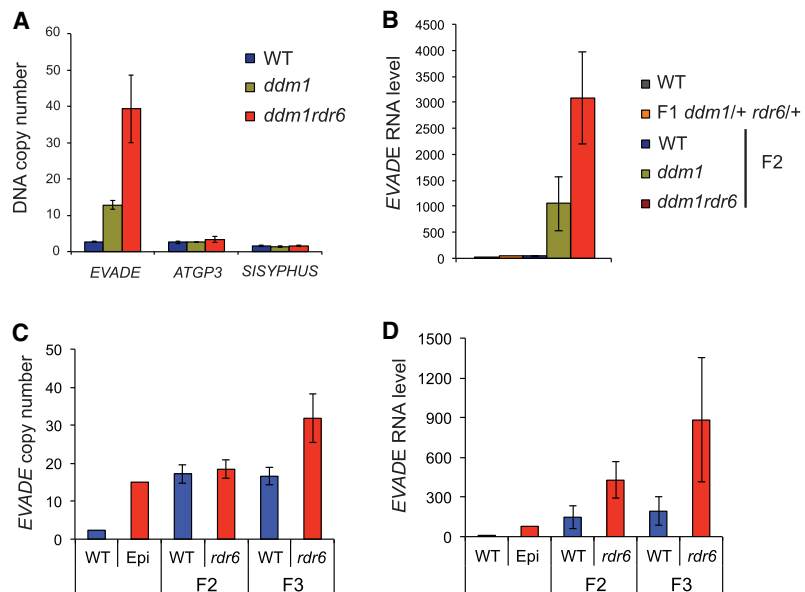 A
DNA copy number
60
50
40
30
20
10
0
EVADE ATGP3 SISYPHUS
WT
ddm1
ddm1rdr6
B
EVADE RNA level
4500
4000
3500
3000
2500
2000
1500
1000
500
0
WT
F1 ddm1/+ rdr6/+
WT
ddm1
ddm1rdr6
F2
C
EVADE copy number
50
40
30
20
10
0
WT Epi WT rdr6 WT rdr6
F2 F3
D
EVADE RNA level
1500
1200
900
600
300
0
WT Epi WT rdr6 WT rdr6
F2 F3